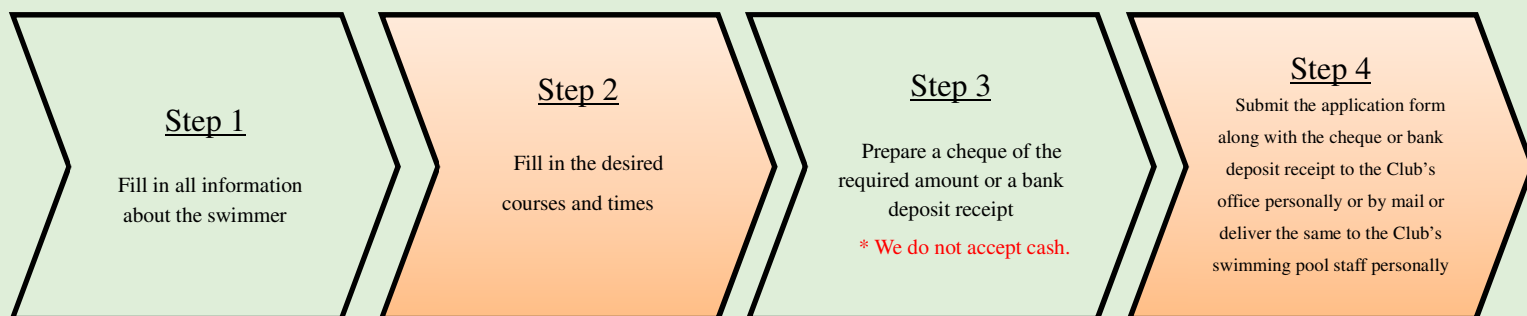 Step 1
Fill in all information
about the swimmer
Step 2
Fill in the desired
courses and times
Step 3
Prepare a cheque of the
required amount or a bank
deposit receipt
* We do not accept cash.
Step 4
Submit the application form
along with the cheque or bank
deposit receipt to the Club's
office personally or by mail or
deliver the same to the Club's
swimming pool staff personally